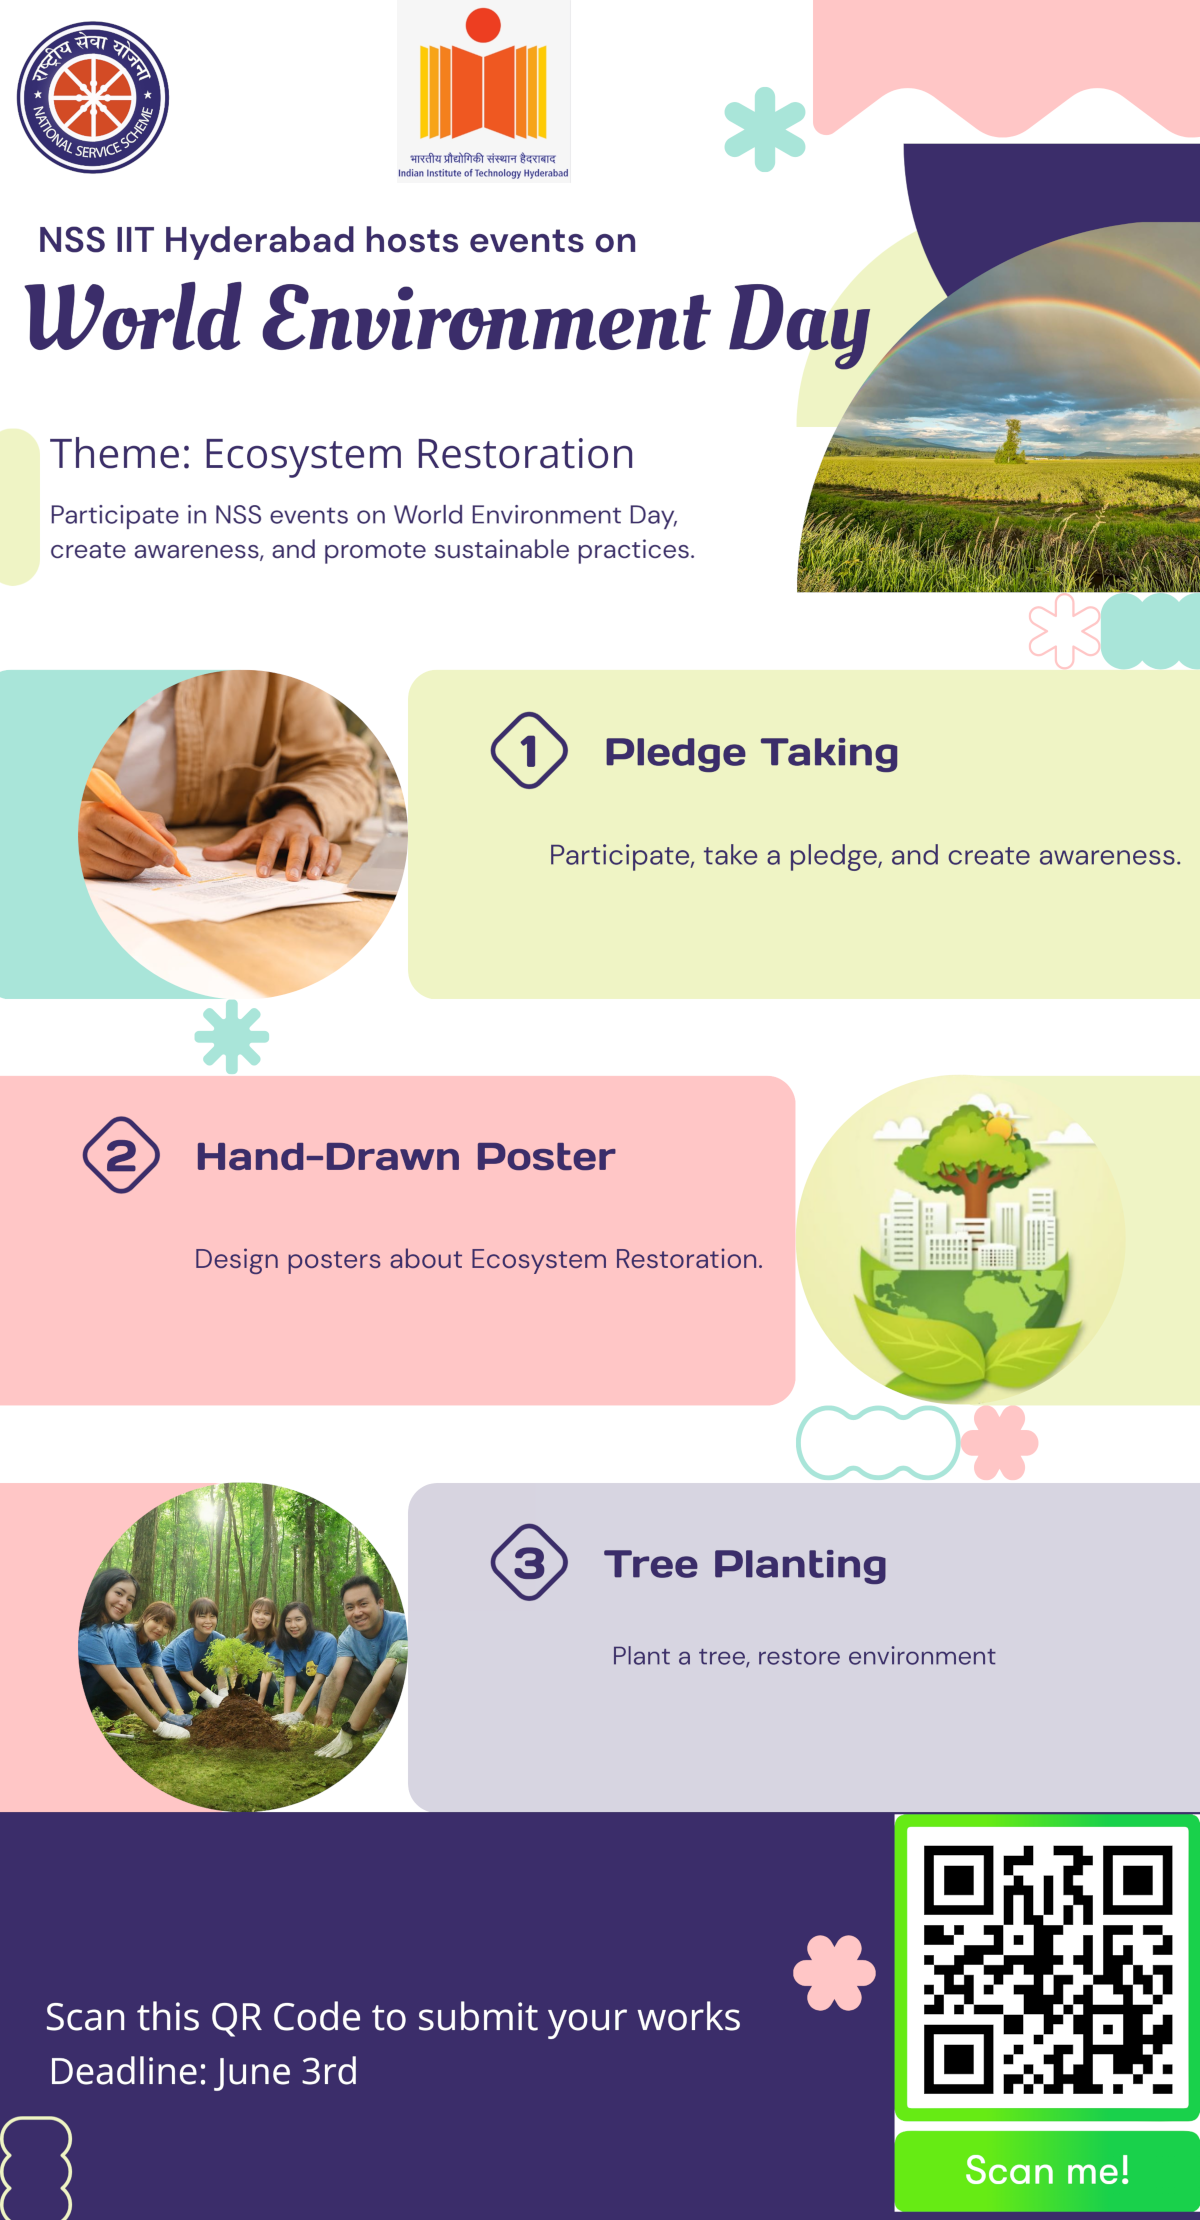 राष्ट्रीय सेवा योजना
NATIONAL SERVICE SCHEME
भारतीय प्रौद्योगिकी संस्थान हैदराबाद
Indian Institute of Technology Hyderabad
NSS IIT Hyderabad hosts events on
World Environment Day
Theme: Ecosystem Restoration
Participate in NSS events on World Environment Day,
create awareness, and promote sustainable practices.
1 Pledge Taking
Participate, take a pledge, and create awareness.
2 Hand-Drawn Poster
Design posters about Ecosystem Restoration.
3 Tree Planting
Plant a tree, restore environment
Scan this QR Code to submit your works
Deadline: June 3rd
Scan me!